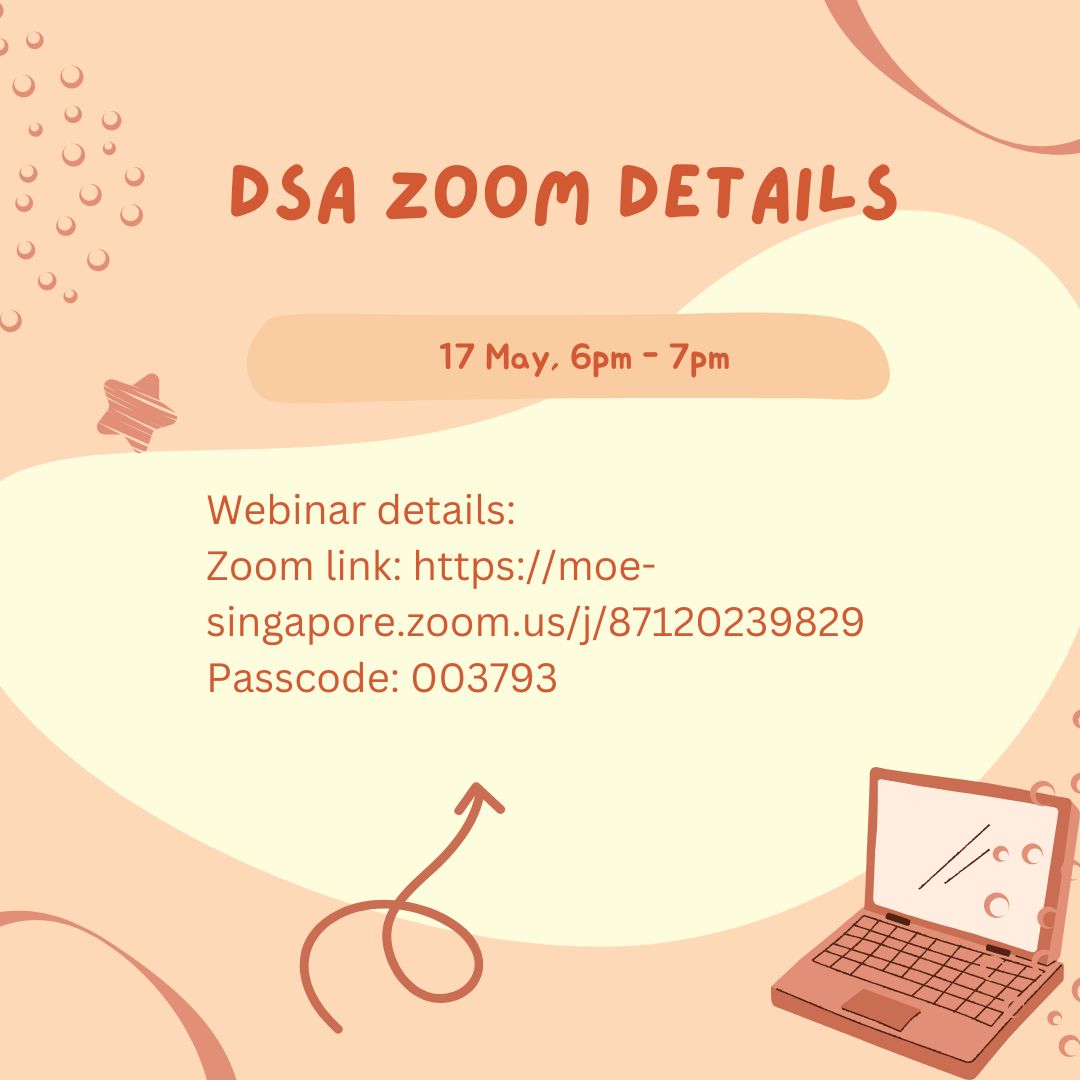 DSA ZOOM DETAILS
17 May, 6pm - 7pm
Webinar details:
Zoom link: https://moe-
singapore.zoom.us/j/87120239829
Passcode: 003793